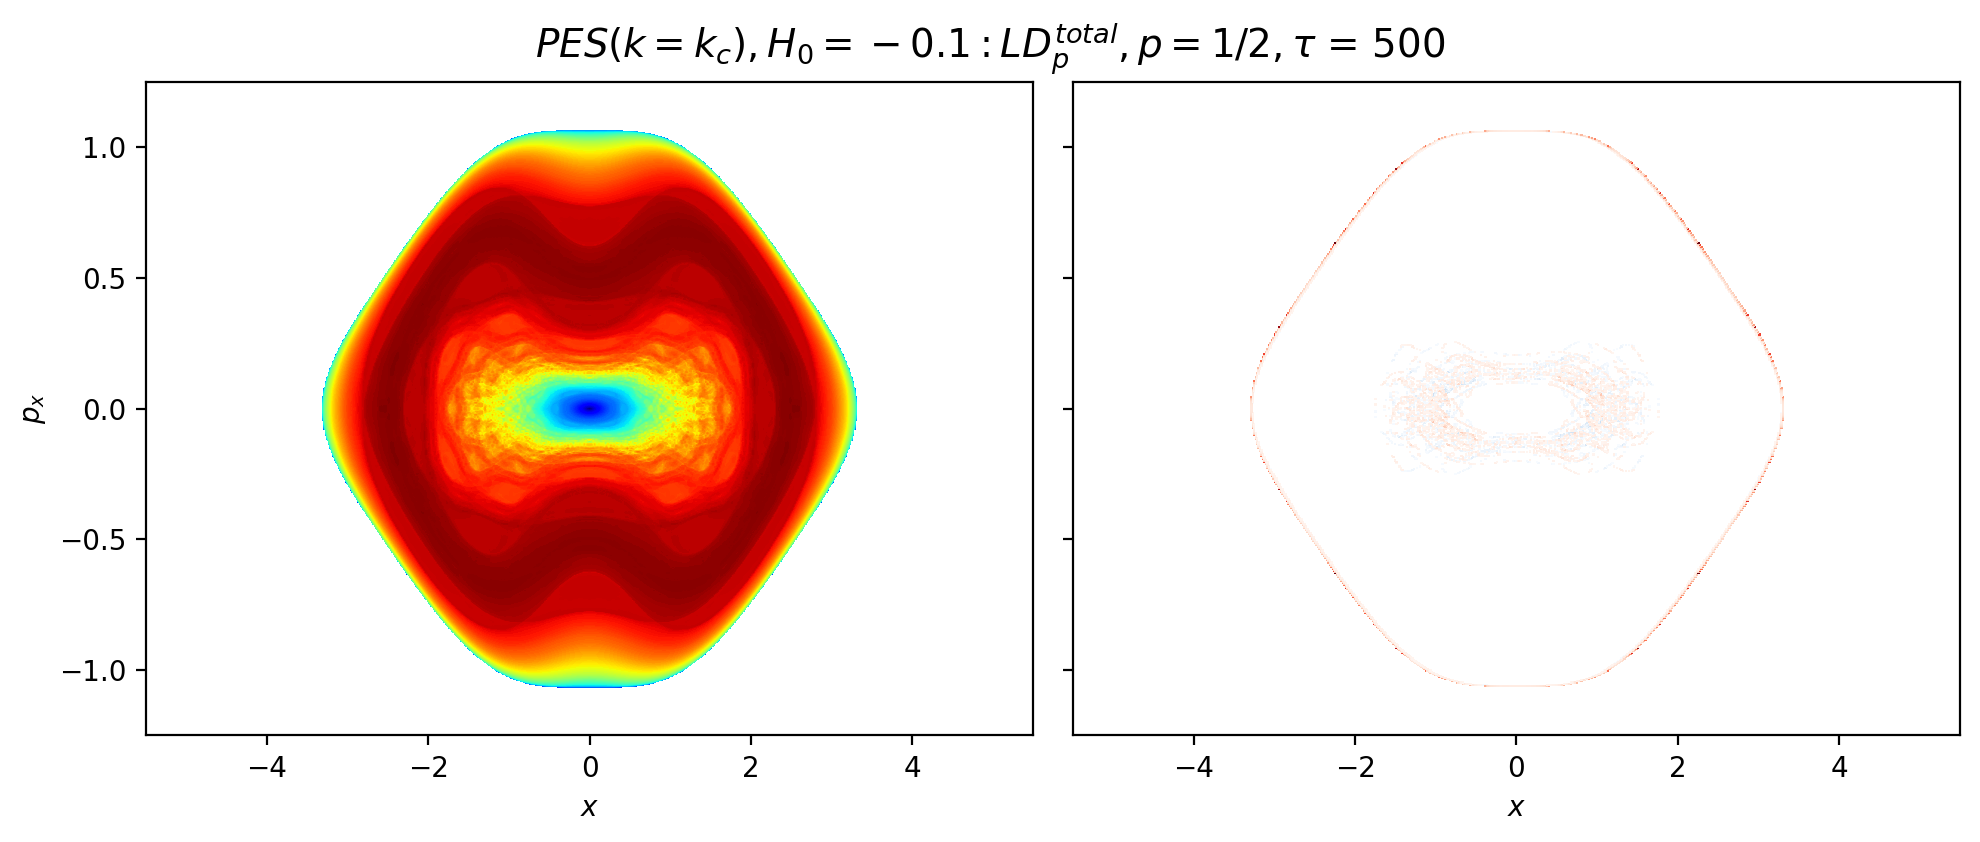 PES(k = k_c), H_0 = −0.1 : LD_p^{total}, p = 1/2, τ = 500
1.0
0.5
0.0
−0.5
−1.0
p_x
−4 −2 0 2 4
x
−4 −2 0 2 4
x